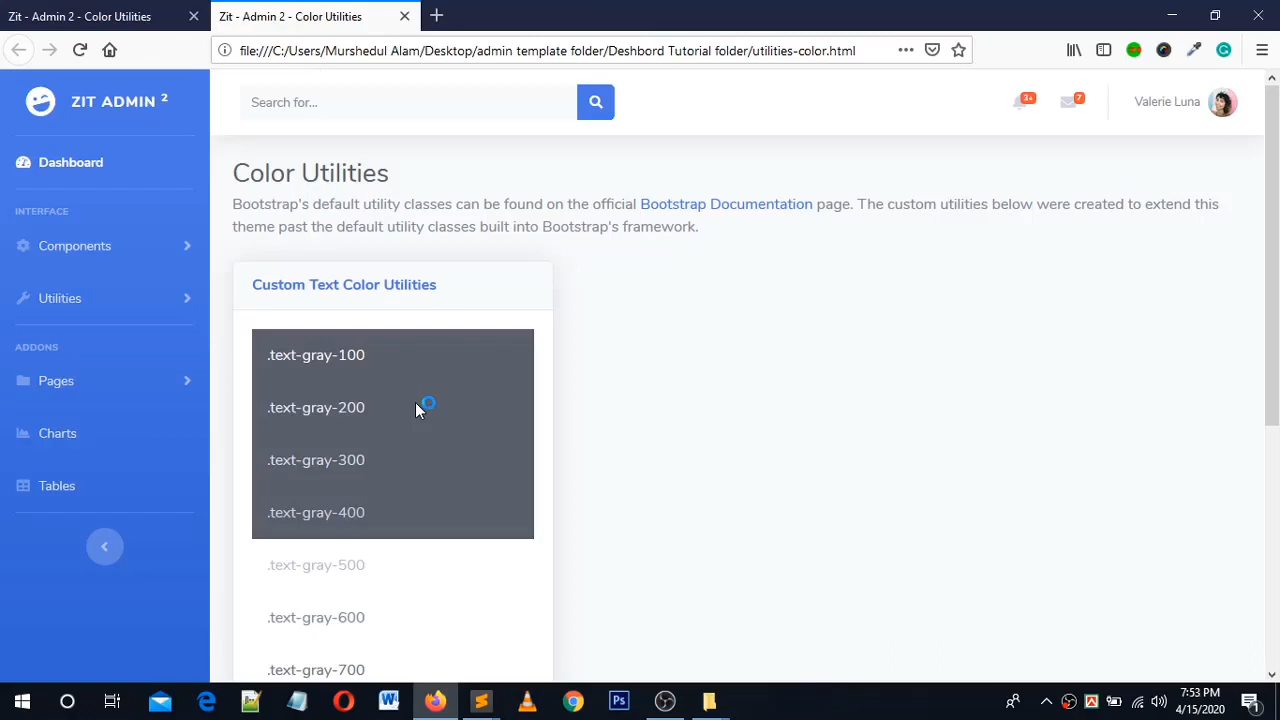 Zit - Admin 2 - Color Utilities
Zit - Admin 2 - Color Utilities
file:///C:/Users/Murshedul Alam/Desktop/admin template folder/Deshbord Tutorial folder/utilities-color.html
ZIT ADMIN 2
Search for...
3+
7
Valerie Luna
Dashboard
INTERFACE
Components
Utilities
ADDONS
Pages
Charts
Tables
Color Utilities
Bootstrap's default utility classes can be found on the official Bootstrap Documentation page. The custom utilities below were created to extend this
theme past the default utility classes built into Bootstrap's framework.
Custom Text Color Utilities
.text-gray-100
.text-gray-200
.text-gray-300
.text-gray-400
.text-gray-500
.text-gray-600
.text-gray-700
7:53 PM
4/15/2020